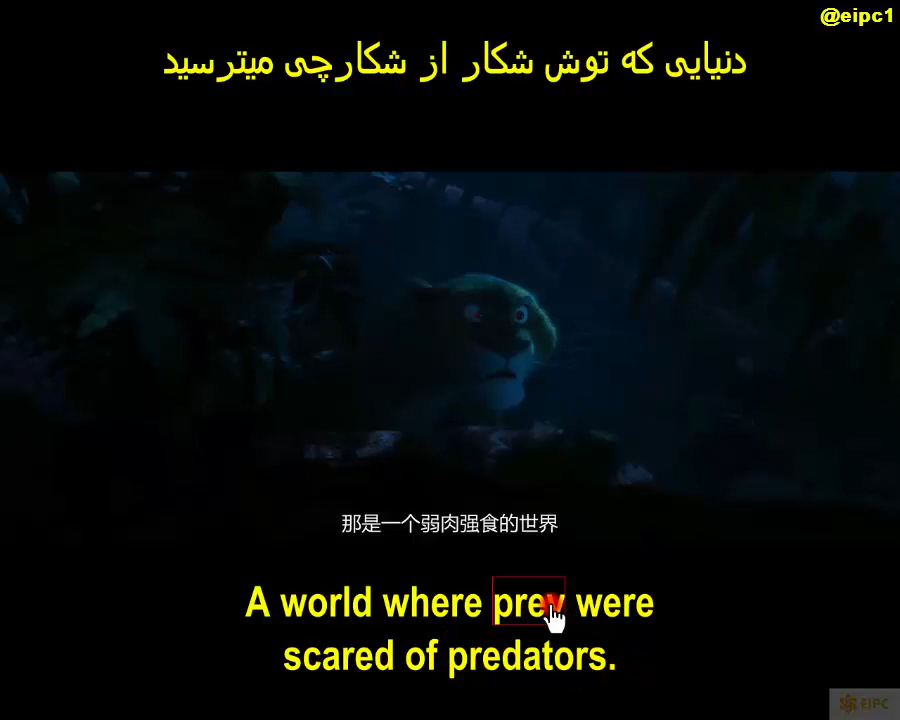 @eipc1
دنیایی که توش شکار از شکارچی میترسید
那是一个弱肉强食的世界
A world where prey were
scared of predators.
EIPC